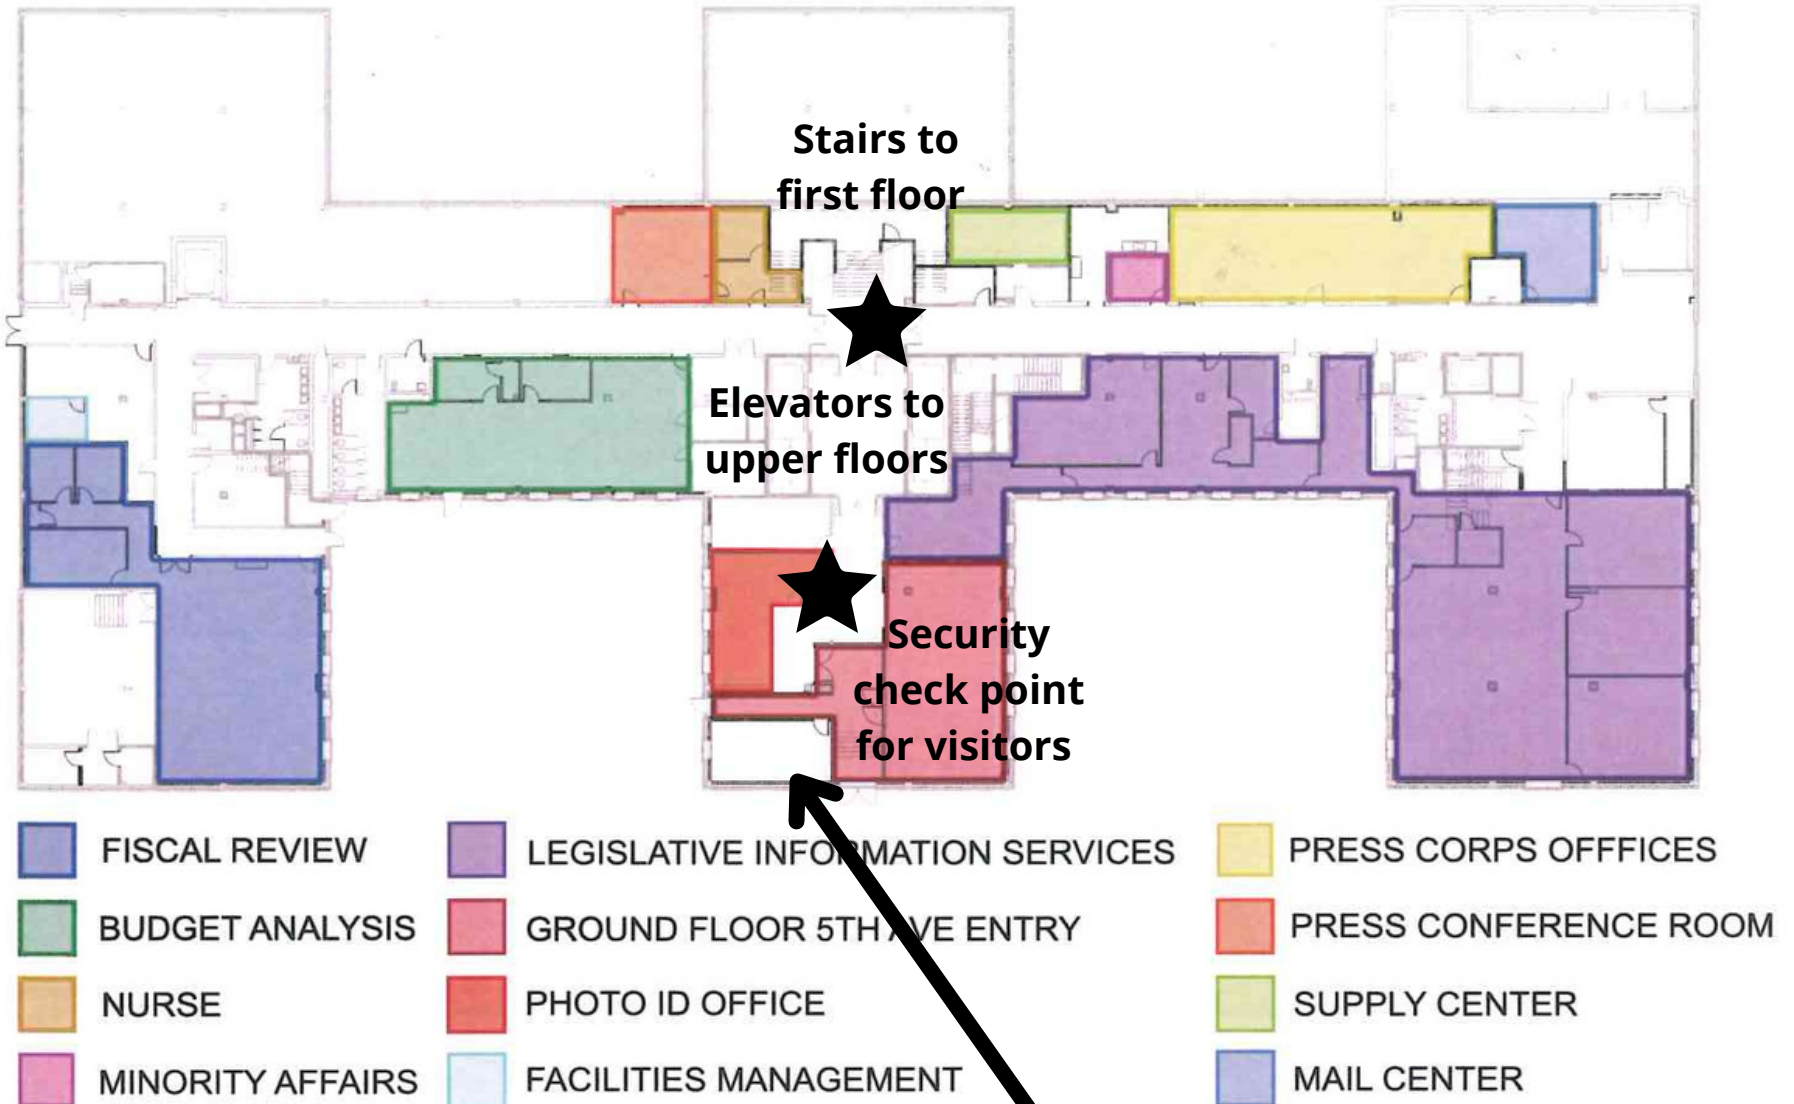 Stairs to
first floor
Elevators to
upper floors
Security
check point
for visitors
FISCAL REVIEW
BUDGET ANALYSIS
NURSE
MINORITY AFFAIRS
LEGISLATIVE INFORMATION SERVICES
GROUND FLOOR 5TH AVE ENTRY
PHOTO ID OFFICE
FACILITIES MANAGEMENT
PRESS CORPS OFFFICES
PRESS CONFERENCE ROOM
SUPPLY CENTER
MAIL CENTER